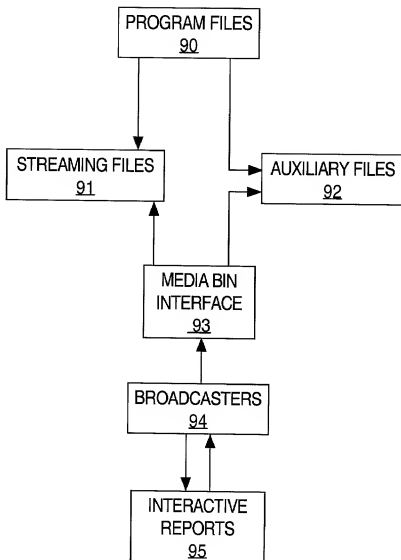 PROGRAM FILES
90
STREAMING FILES
91
AUXILIARY FILES
92
MEDIA BIN
INTERFACE
93
BROADCASTERS
94
INTERACTIVE
REPORTS
95